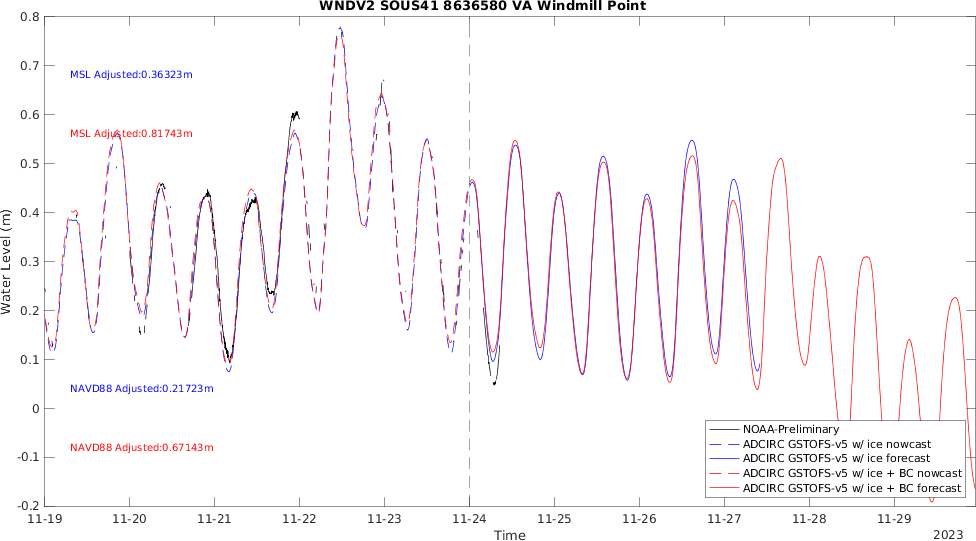 WNDV2 SOUS41 8636580 VA Windmill Point
0.8
0.7
0.6
0.5
0.4
0.3
0.2
0.1
0
-0.1
-0.2
Water Level (m)
MSL Adjusted:0.36323m
MSL Adjusted:0.81743m
NAVD88 Adjusted:0.21723m
NAVD88 Adjusted:0.67143m
NOAA-Preliminary
ADCIRC GSTOFS-v5 w/ ice nowcast
ADCIRC GSTOFS-v5 w/ ice forecast
ADCIRC GSTOFS-v5 w/ ice + BC nowcast
ADCIRC GSTOFS-v5 w/ ice + BC forecast
11-19 11-20 11-21 11-22 11-23 11-24 11-25 11-26 11-27 11-28 11-29
Time
2023